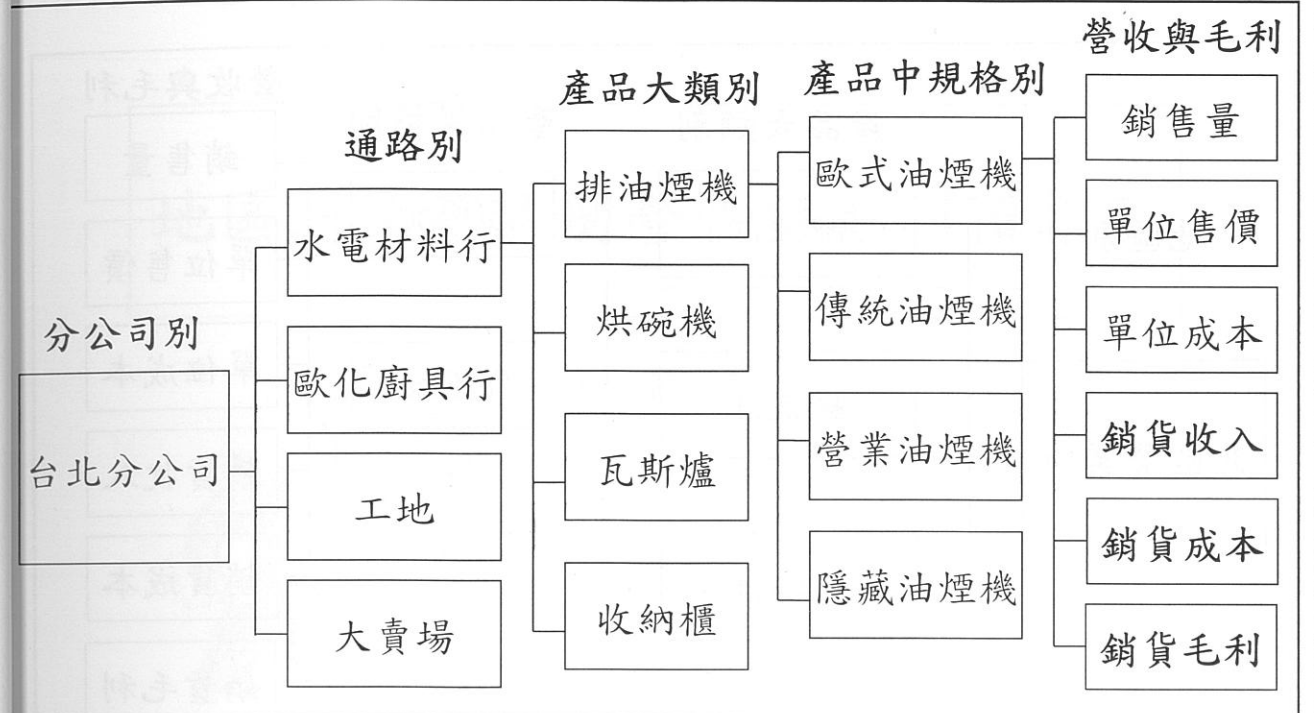 分公司別
台北分公司
通路別
水電材料行
歐化廚具行
工地
大賣場
產品大類別
排油煙機
烘碗機
瓦斯爐
收納櫃
產品中規格別
歐式油煙機
傳統油煙機
營業油煙機
隱藏油煙機
營收與毛利
銷售量
單位售價
單位成本
銷貨收入
銷貨成本
銷貨毛利